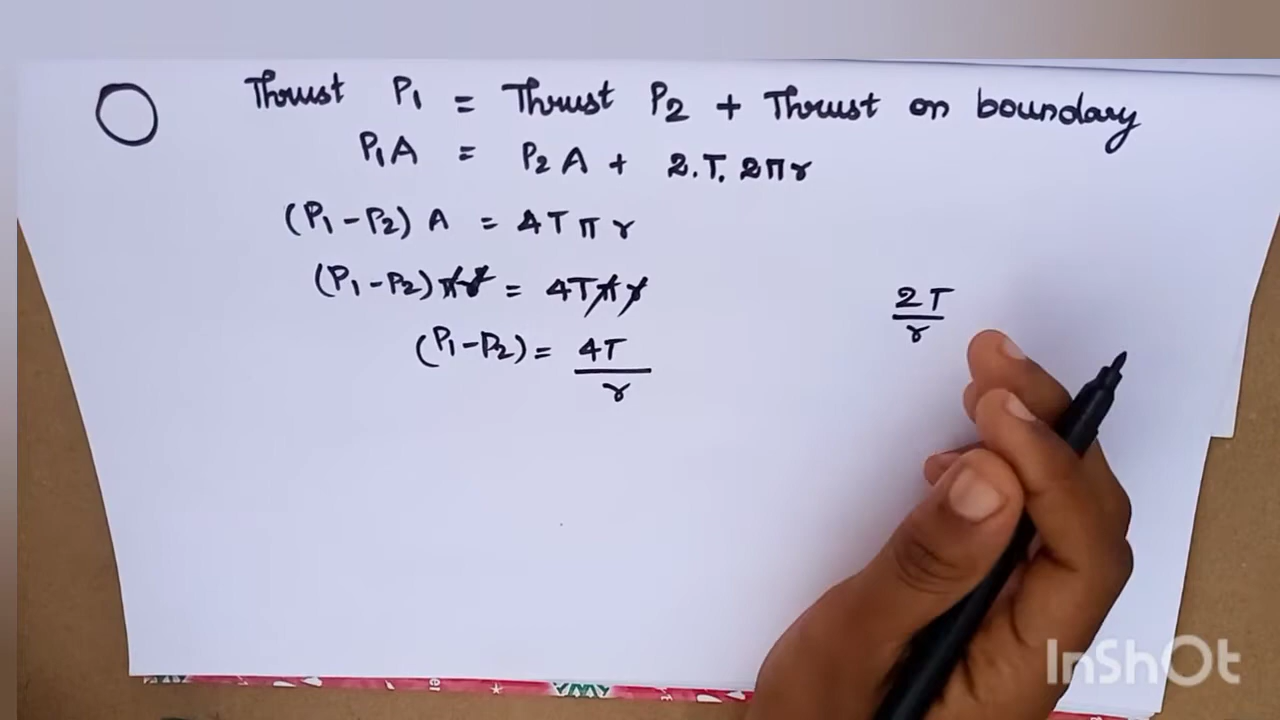 Thrust P₁ = Thrust P₂ + Thrust on boundary
P₁A = P₂A + 2.T. 2πr
(P₁ - P₂) A = 4Tπr
(P₁ - P₂) πr² = 4Tπr
(P₁ - P₂) = 4T/r
2T/r
InShOt